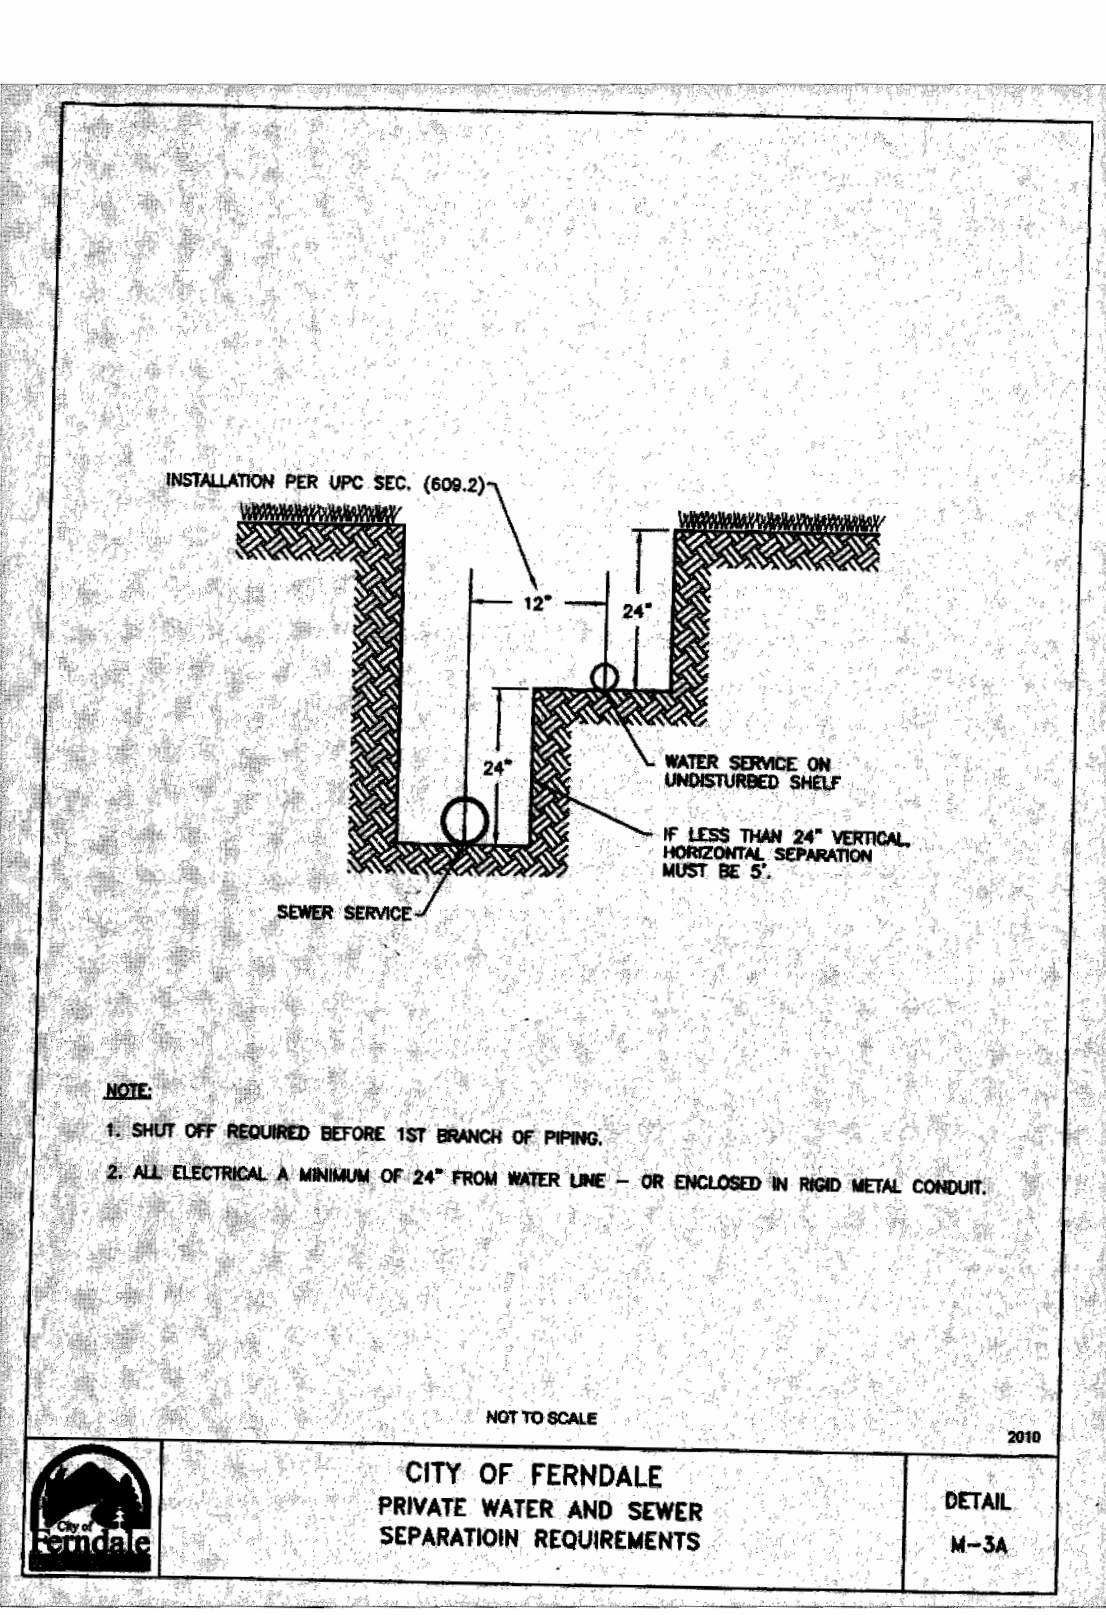 INSTALLATION PER UPC SEC. (609.2)
12"
24"
24"
WATER SERVICE ON
UNDISTURBED SHELF
IF LESS THAN 24" VERTICAL,
HORIZONTAL SEPARATION
MUST BE 5'.
SEWER SERVICE
NOTE:
1. SHUT OFF REQUIRED BEFORE 1ST BRANCH OF PIPING.
2. ALL ELECTRICAL A MINIMUM OF 24" FROM WATER LINE – OR ENCLOSED IN RIGID METAL CONDUIT.
NOT TO SCALE
2010
City of
Ferndale
CITY OF FERNDALE
PRIVATE WATER AND SEWER
SEPARATIOIN REQUIREMENTS
DETAIL
M-3A